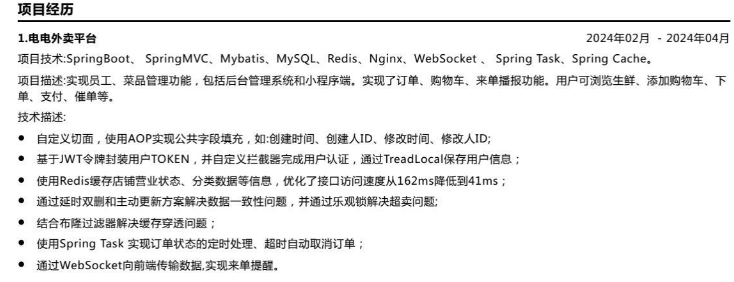 项目经历
1.电电外卖平台 2024年02月 - 2024年04月
项目技术:SpringBoot、 SpringMVC、Mybatis、MySQL、Redis、Nginx、WebSocket 、 Spring Task、Spring Cache。
项目描述:实现员工、菜品管理功能，包括后台管理系统和小程序端。实现了订单、购物车、来单播报功能。用户可浏览生鲜、添加购物车、下
单、支付、催单等。
技术描述:
● 自定义切面，使用AOP实现公共字段填充，如:创建时间、创建人ID、修改时间、修改人ID;
● 基于JWT令牌封装用户TOKEN，并自定义拦截器完成用户认证，通过TreadLocal保存用户信息；
● 使用Redis缓存店铺营业状态、分类数据等信息，优化了接口访问速度从162ms降低到41ms；
● 通过延时双删和主动更新方案解决数据一致性问题，并通过乐观锁解决超卖问题;
● 结合布隆过滤器解决缓存穿透问题；
● 使用Spring Task 实现订单状态的定时处理、超时自动取消订单；
● 通过WebSocket向前端传输数据,实现来单提醒。